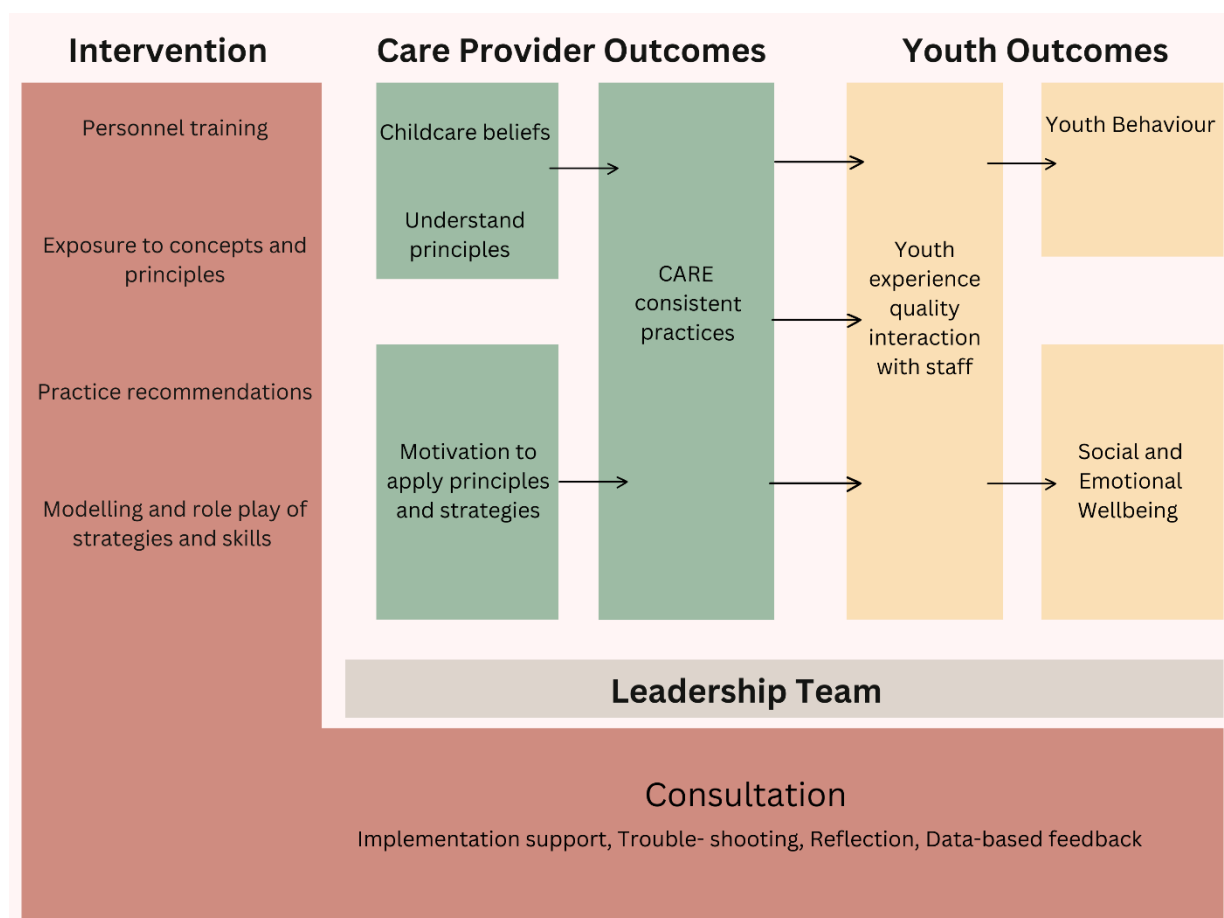 Intervention
Personnel training
Exposure to concepts and
principles
Practice recommendations
Modelling and role play of
strategies and skills
Care Provider Outcomes
Childcare beliefs
Understand
principles
Motivation to
apply principles
and strategies
CARE
consistent
practices
Youth Outcomes
Youth
experience
quality
interaction
with staff
Youth Behaviour
Social and
Emotional
Wellbeing
Leadership Team
Consultation
Implementation support, Trouble- shooting, Reflection, Data-based feedback